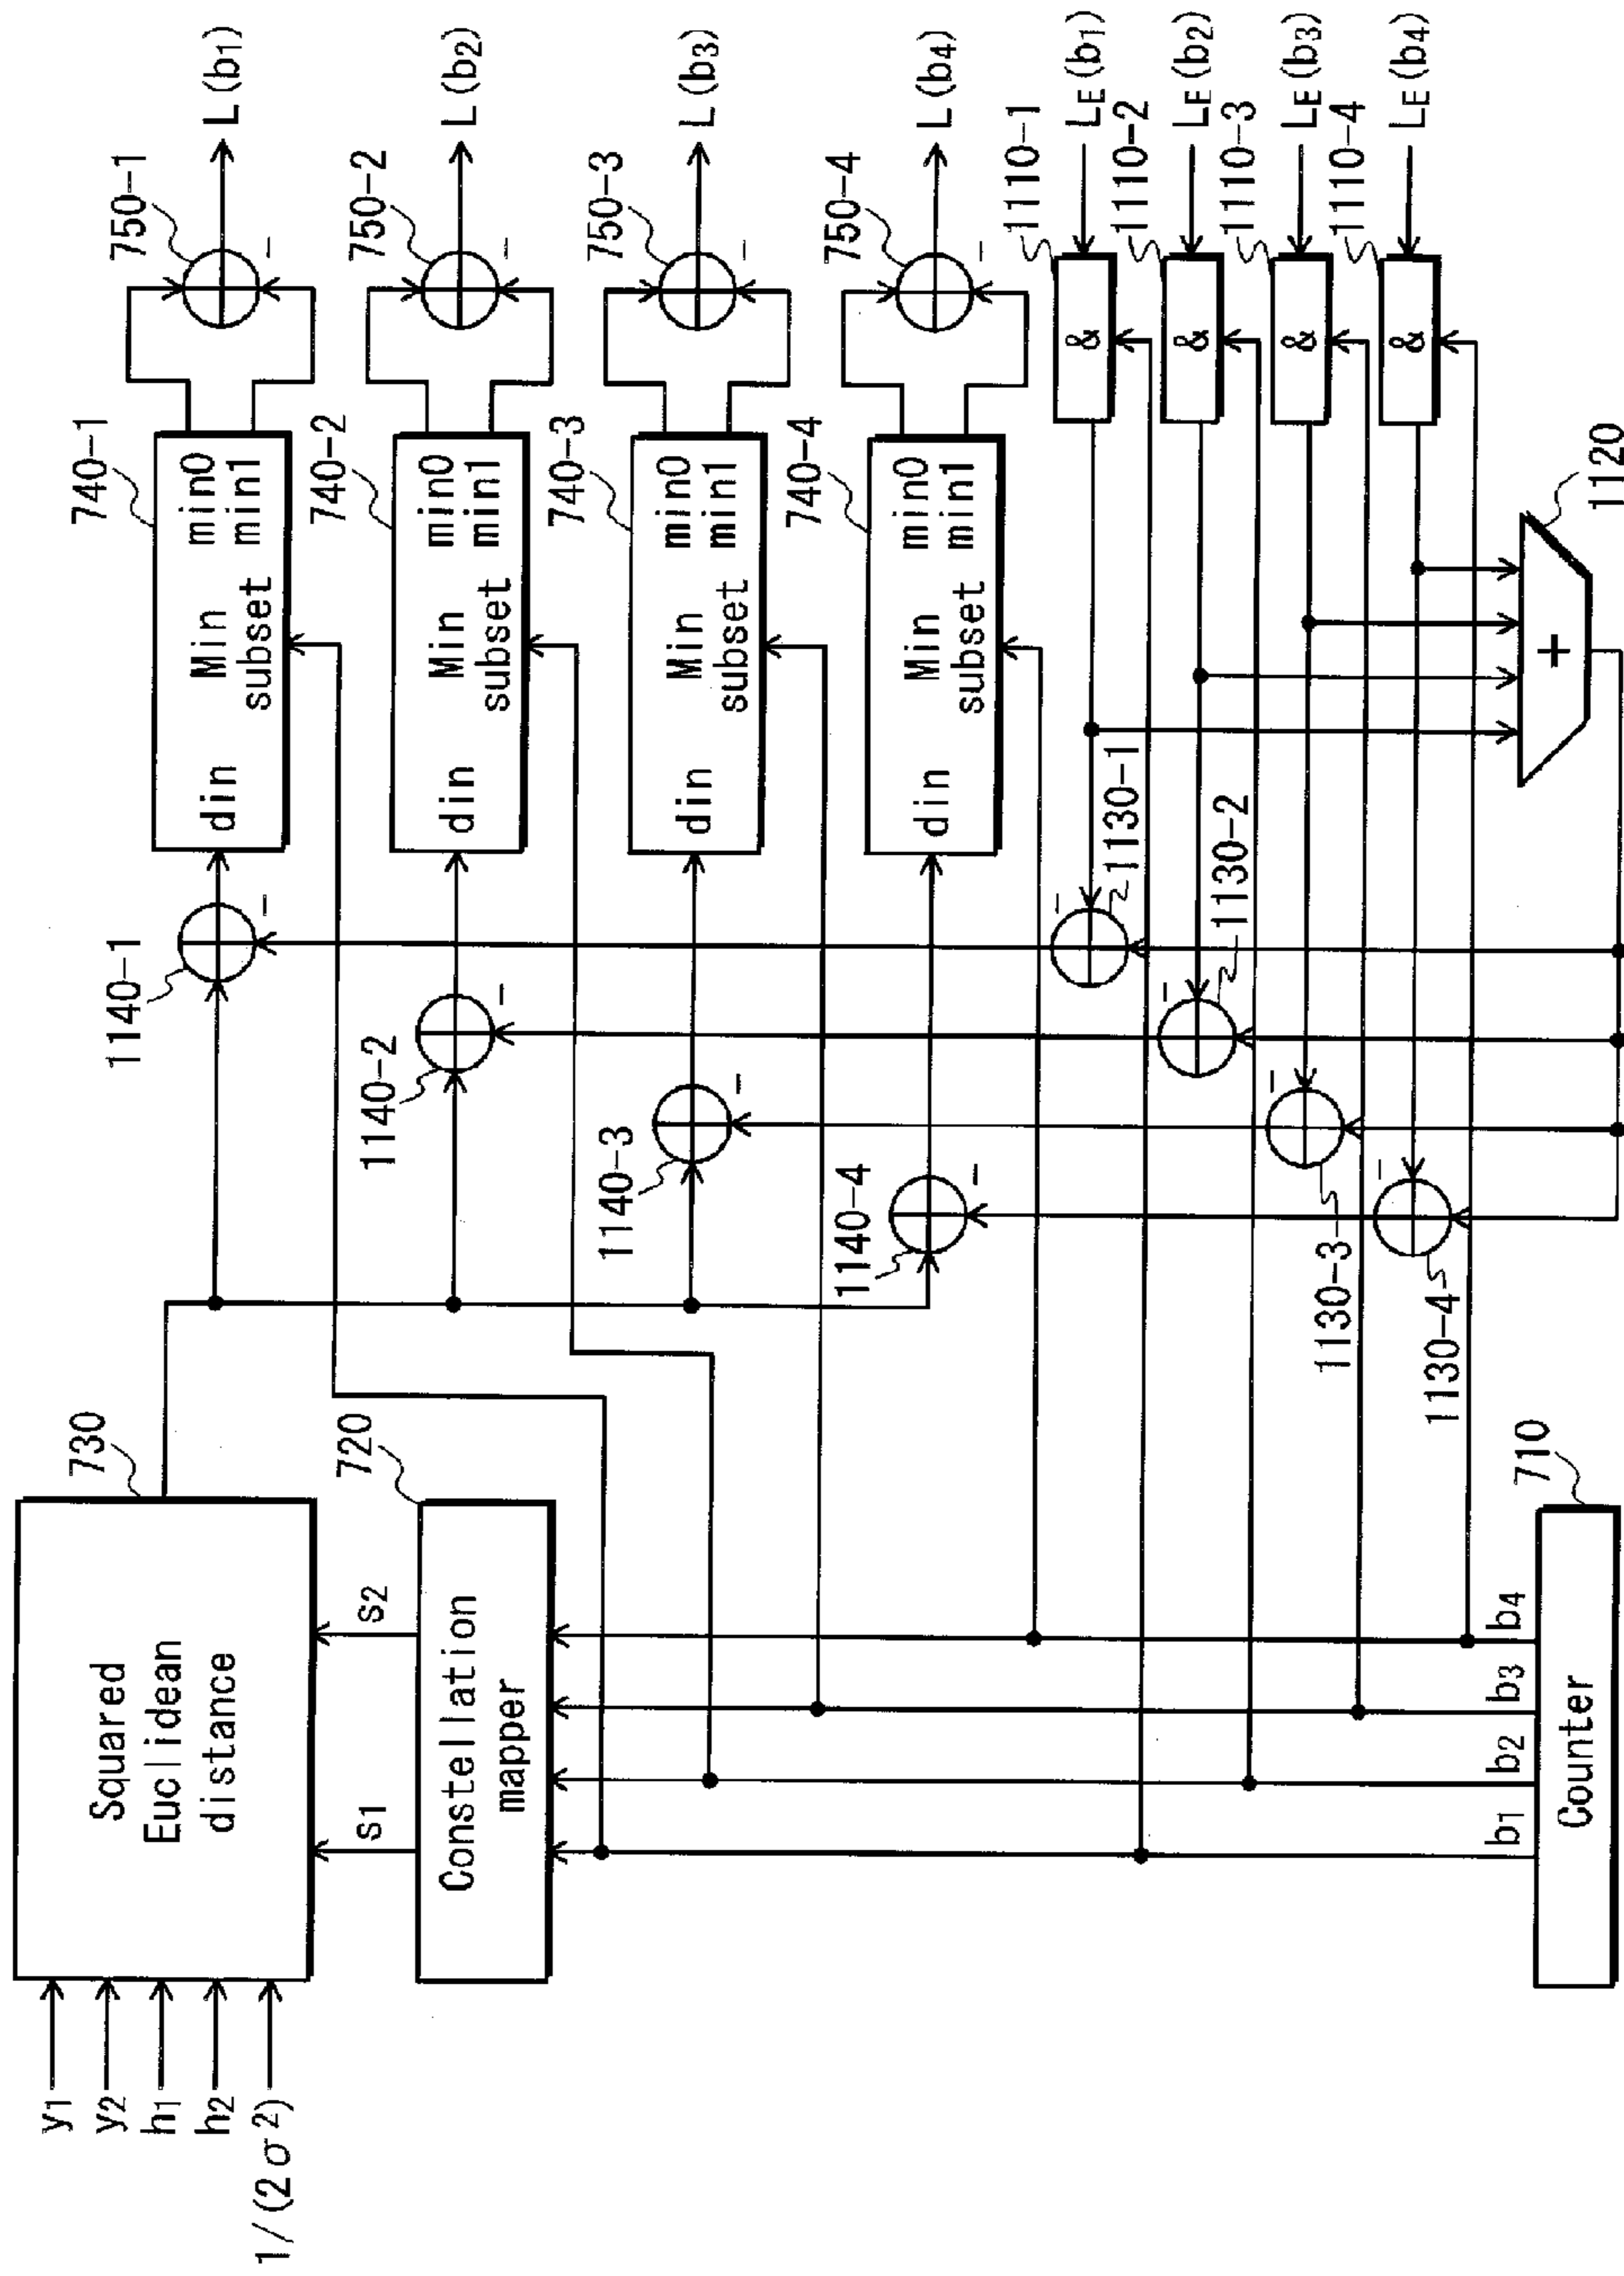 y1
y2
h1
h2
1/(2σ²)
Squared
Euclidean
distance
730
s1
s2
Constellation
mapper
720
b1
b2
b3
b4
Counter
710
1140-1
1140-2
1140-3
1140-4
din
Min
subset
min0
min1
740-1
din
Min
subset
min0
min1
740-2
din
Min
subset
min0
min1
740-3
din
Min
subset
min0
min1
740-4
750-1
750-2
750-3
750-4
−
−
−
−
−
−
−
−
−
−
−
−
L(b1)
L(b2)
L(b3)
L(b4)
1130-1
1130-2
1130-3
1130-4
&
&
&
&
1110-1
1110-2
1110-3
1110-4
LE(b1)
LE(b2)
LE(b3)
LE(b4)
+
1120